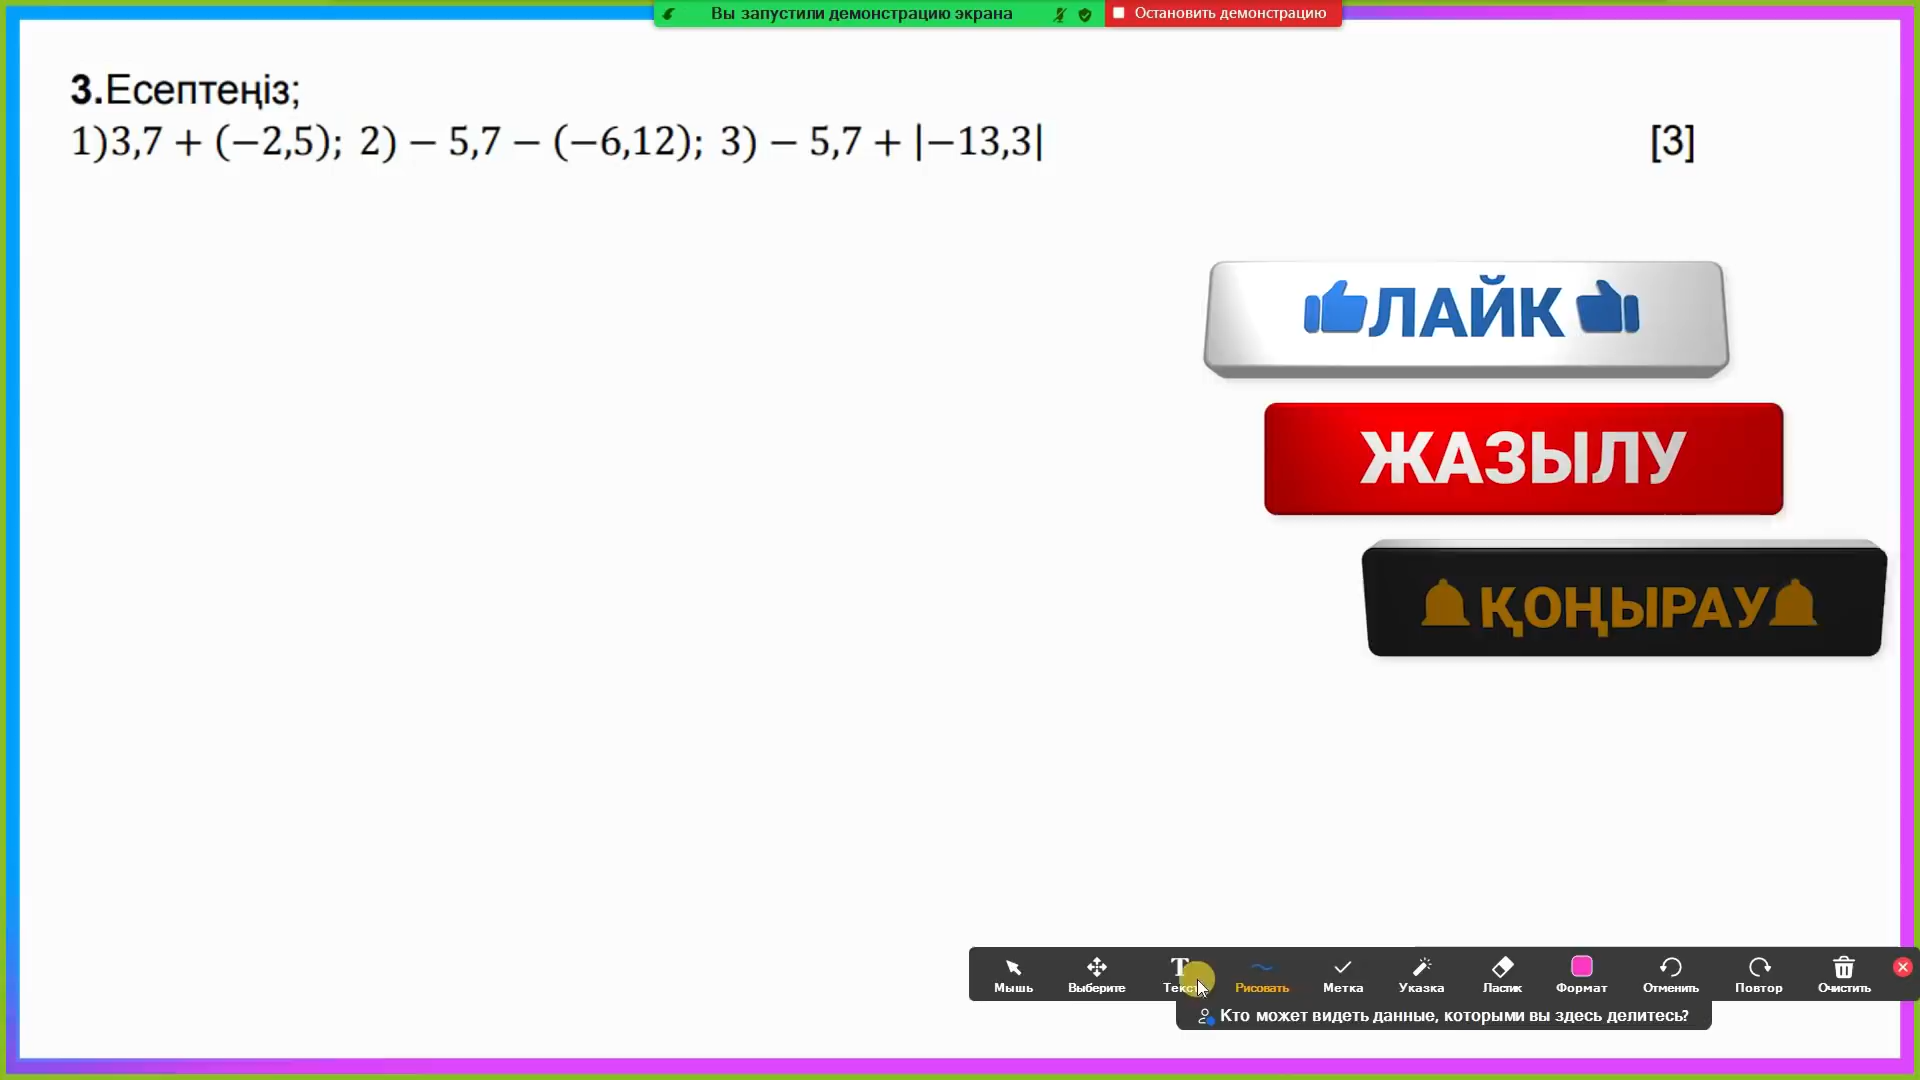 Вы запустили демонстрацию экрана Остановить демонстрацию
3.Есептеңіз;
1)3,7 + (−2,5); 2) − 5,7 − (−6,12); 3) − 5,7 + |−13,3| [3]
ЛАЙК
ЖАЗЫЛУ
ҚОҢЫРАУ
Мышь Выберите Текст Рисовать Метка Указка Ластик Формат Отменить Повтор Очистить
Кто может видеть данные, которыми вы здесь делитесь?